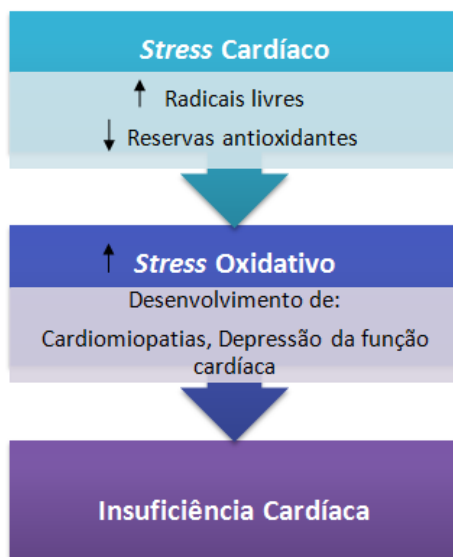 Stress Cardíaco
↑ Radicais livres
↓ Reservas antioxidantes
↑ Stress Oxidativo
Desenvolvimento de:
Cardiomiopatias, Depressão da função
cardíaca
Insuficiência Cardíaca